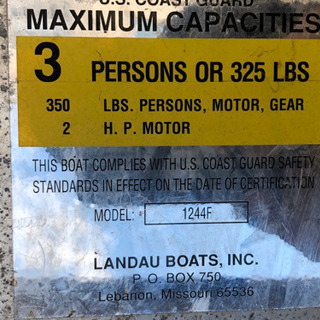 U.S. COAST GUARD
MAXIMUM CAPACITIES
3 PERSONS OR 325 LBS
350 LBS. PERSONS, MOTOR, GEAR
2 H. P. MOTOR
THIS BOAT COMPLIES WITH U.S. COAST GUARD SAFETY
STANDARDS IN EFFECT ON THE DATE OF CERTIFICATION
MODEL: 1244F
LANDAU BOATS, INC.
P. O. BOX 750
Lebanon, Missouri 65536